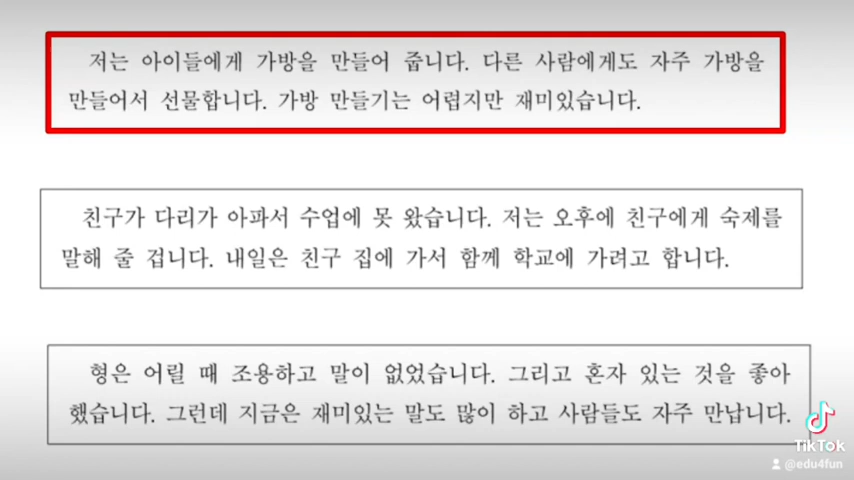 저는 아이들에게 가방을 만들어 줍니다. 다른 사람에게도 자주 가방을
만들어서 선물합니다. 가방 만들기는 어렵지만 재미있습니다.
친구가 다리가 아파서 수업에 못 왔습니다. 저는 오후에 친구에게 숙제를
말해 줄 겁니다. 내일은 친구 집에 가서 함께 학교에 가려고 합니다.
형은 어릴 때 조용하고 말이 없었습니다. 그리고 혼자 있는 것을 좋아
했습니다. 그런데 지금은 재미있는 말도 많이 하고 사람들도 자주 만납니다.
TikTok
@edu4fun